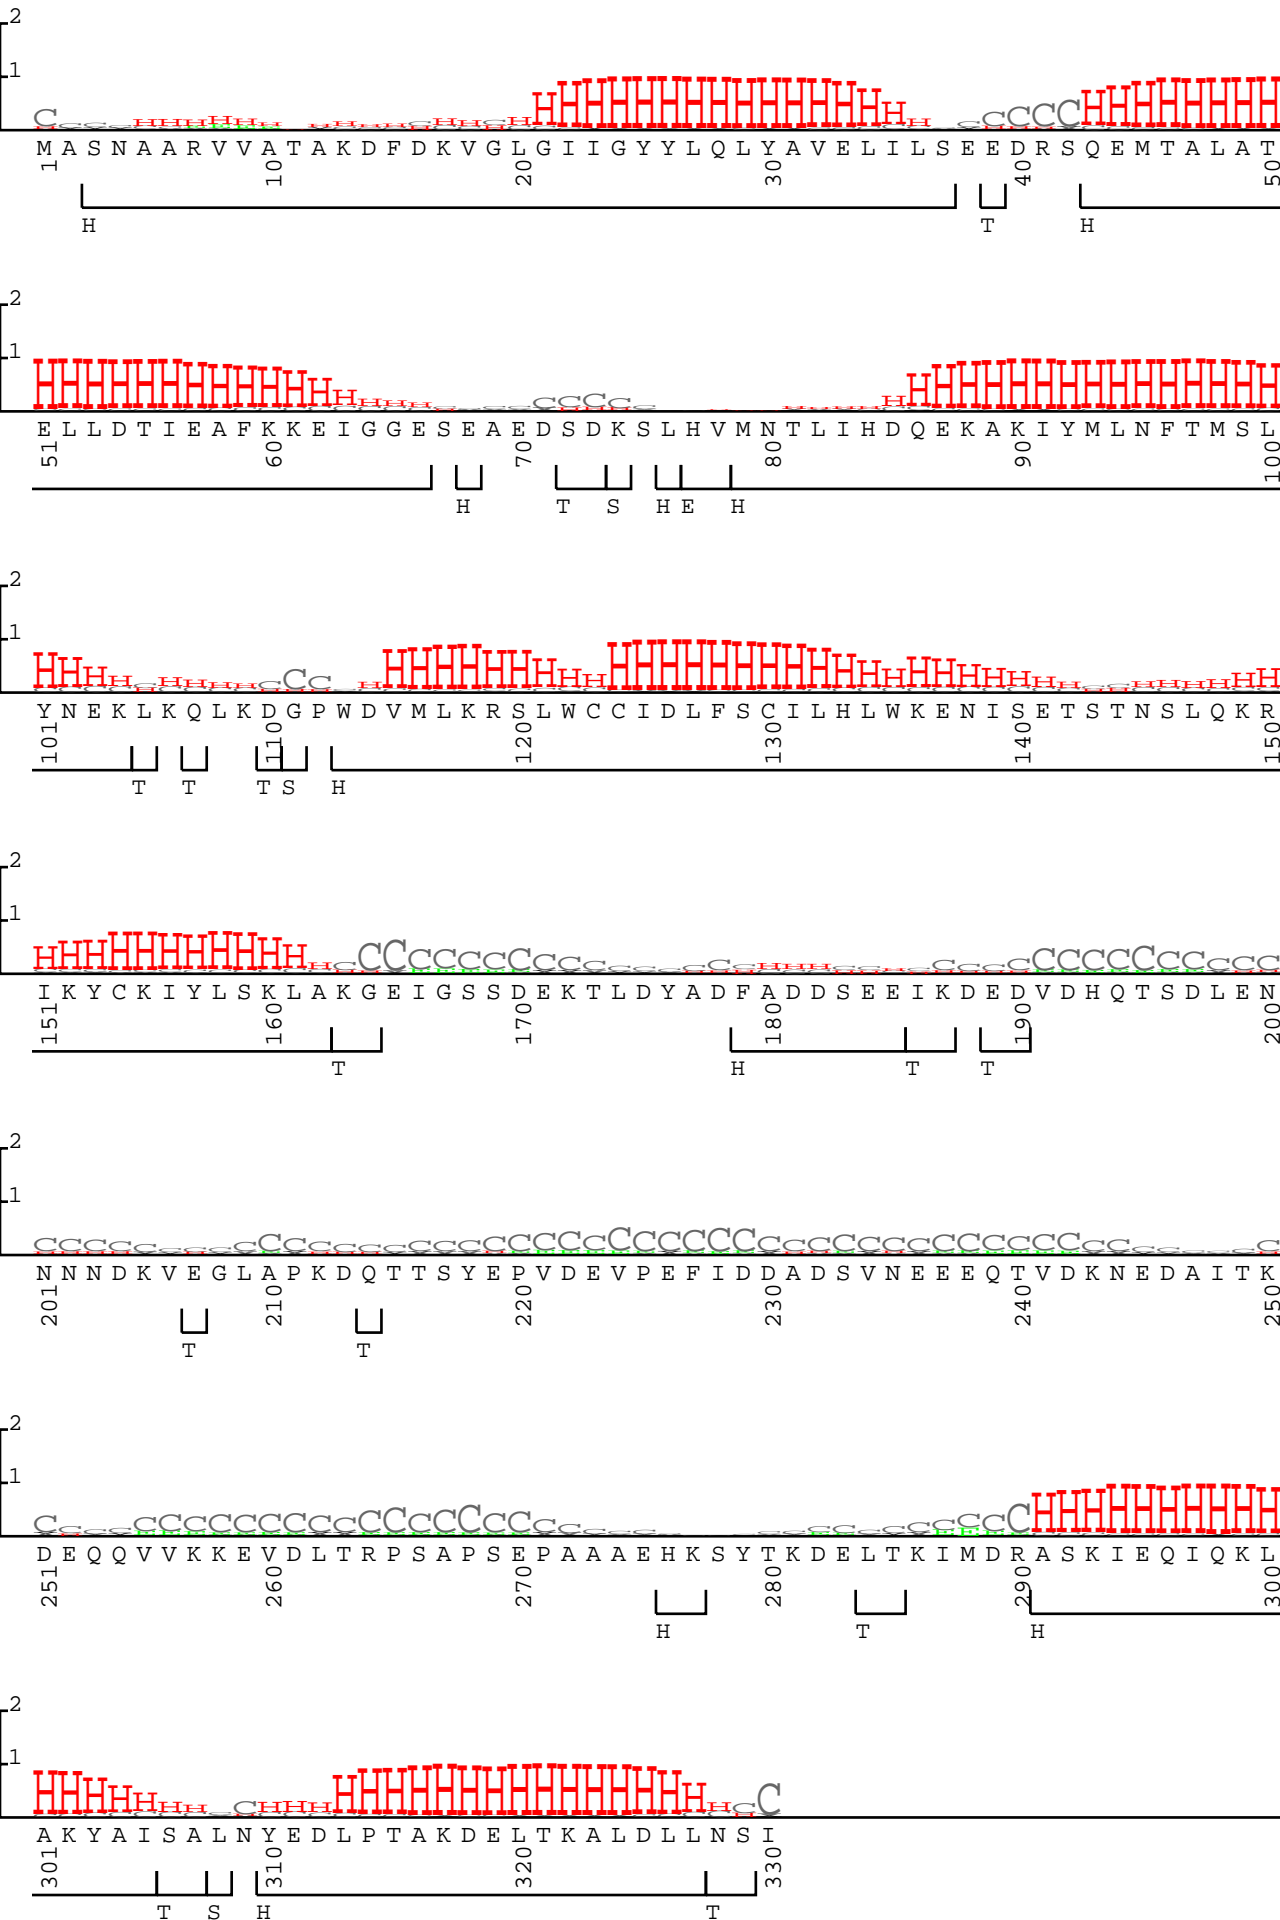 2
1
M A S N A A R V V A T A K D F D K V G L G I I G Y Y L Q L Y A V E L I L S E E D R S Q E M T A L A T
1 10 20 30 40 50
H T H
2
1
E L L D T I E A F K K E I G G E S E A E D S D K S L H V M N T L I H D Q E K A K I Y M L N F T M S L
51 60 70 80 90 100
H T S H E H
2
1
Y N E K L K Q L K D G P W D V M L K R S L W C C I D L F S C I L H L W K E N I S E T S T N S L Q K R
101 110 120 130 140 150
T T T S H
2
1
I K Y C K I Y L S K L A K G E I G S S D E K T L D Y A D F A D D S E E I K D E D V D H Q T S D L E N
151 160 170 180 190 200
T H T T
2
1
N N N D K V E G L A P K D Q T T S Y E P V D E V P E F I D D A D S V N E E E Q T V D K N E D A I T K
201 210 220 230 240 250
T T
2
1
D E Q Q V V K K E V D L T R P S A P S E P A A A E H K S Y T K D E L T K I M D R A S K I E Q I Q K L
251 260 270 280 290 300
H T H
2
1
A K Y A I S A L N Y E D L P T A K D E L T K A L D L L N S I
301 310 320 330
T S H T